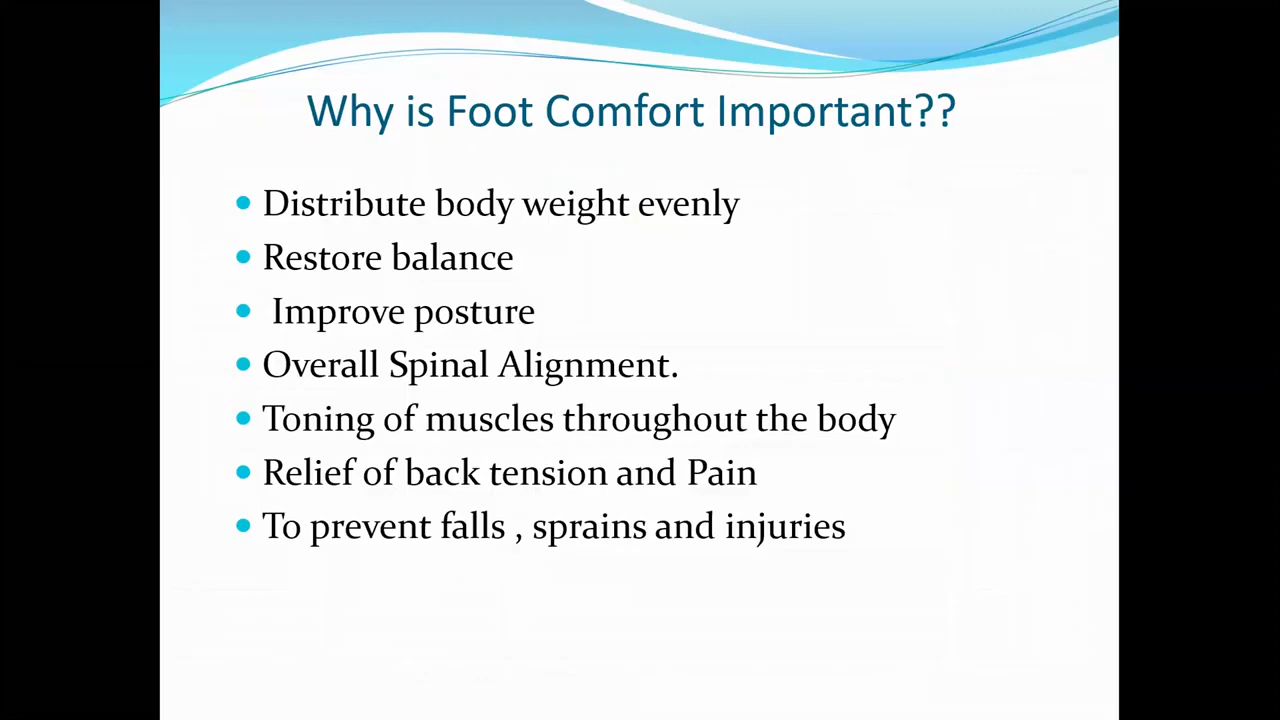 Why is Foot Comfort Important??
• Distribute body weight evenly
• Restore balance
• Improve posture
• Overall Spinal Alignment.
• Toning of muscles throughout the body
• Relief of back tension and Pain
• To prevent falls , sprains and injuries